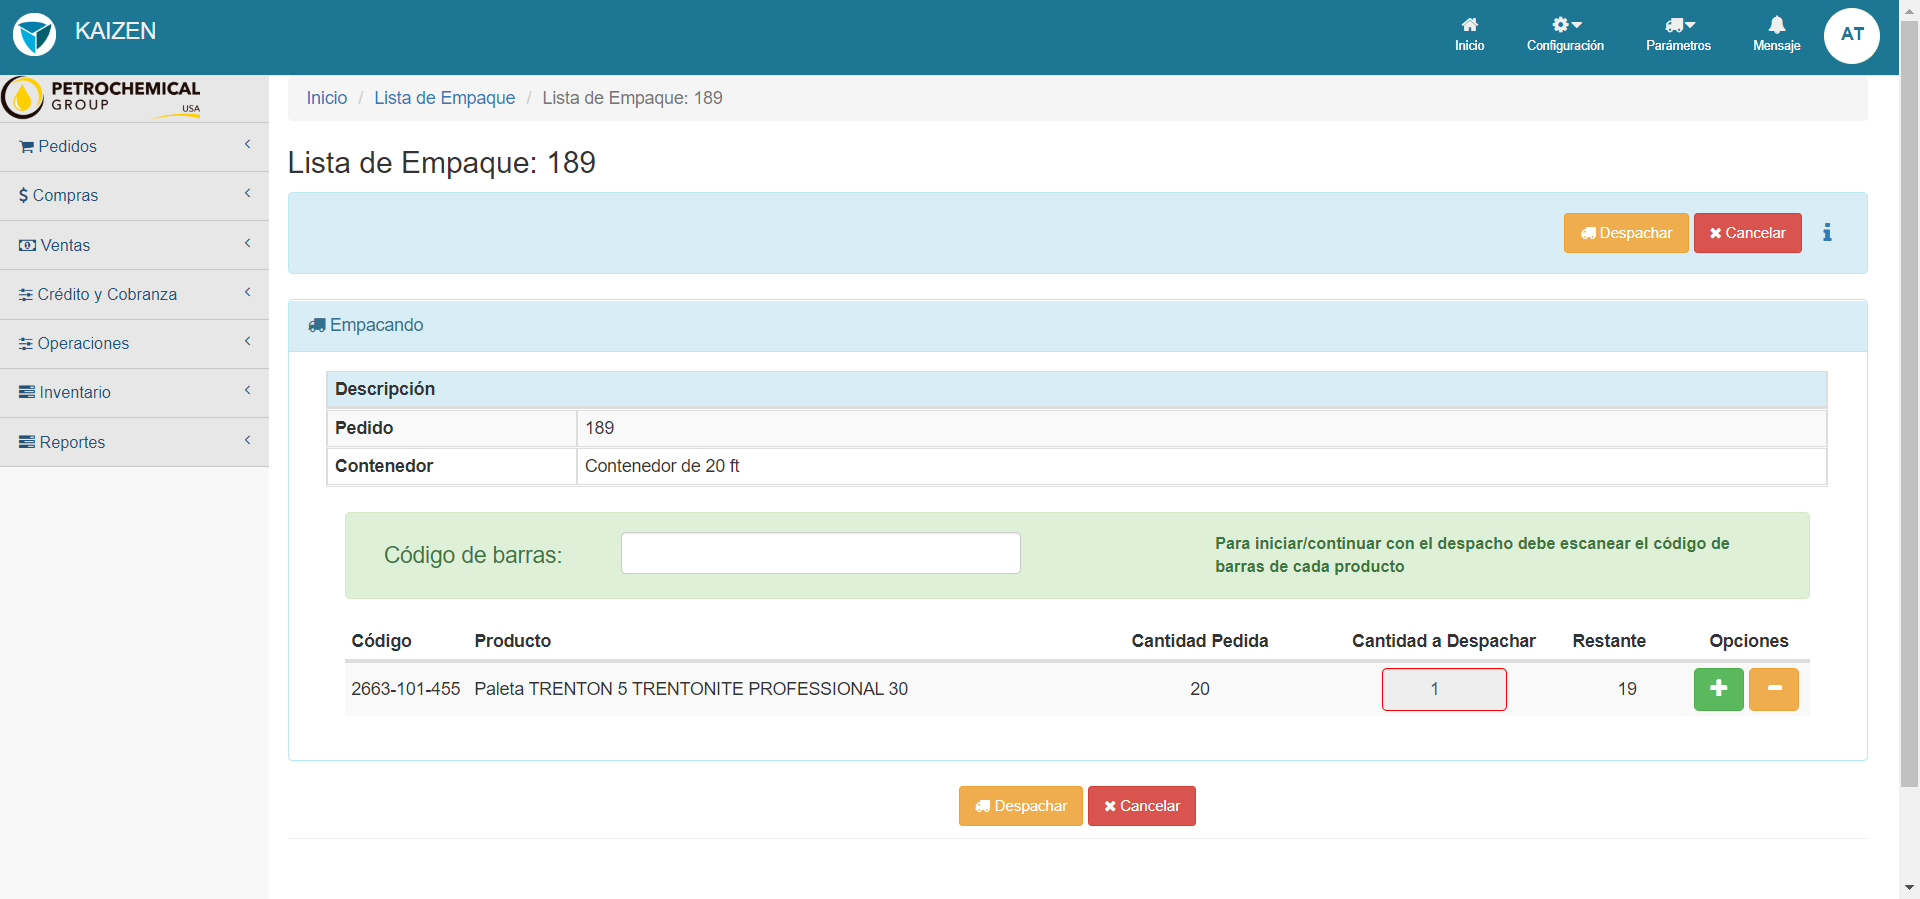 KAIZEN
Inicio
Configuración
Parámetros
Mensaje
AT
PETROCHEMICAL
GROUP
USA
Pedidos
Compras
Ventas
Crédito y Cobranza
Operaciones
Inventario
Reportes
Inicio / Lista de Empaque / Lista de Empaque: 189
Lista de Empaque: 189
Despachar
Cancelar
Empacando
Descripción
Pedido 189
Contenedor Contenedor de 20 ft
Código de barras:
Para iniciar/continuar con el despacho debe escanear el código de
barras de cada producto
Código Producto Cantidad Pedida Cantidad a Despachar Restante Opciones
2663-101-455 Paleta TRENTON 5 TRENTONITE PROFESSIONAL 30 20 1 19
Despachar
Cancelar